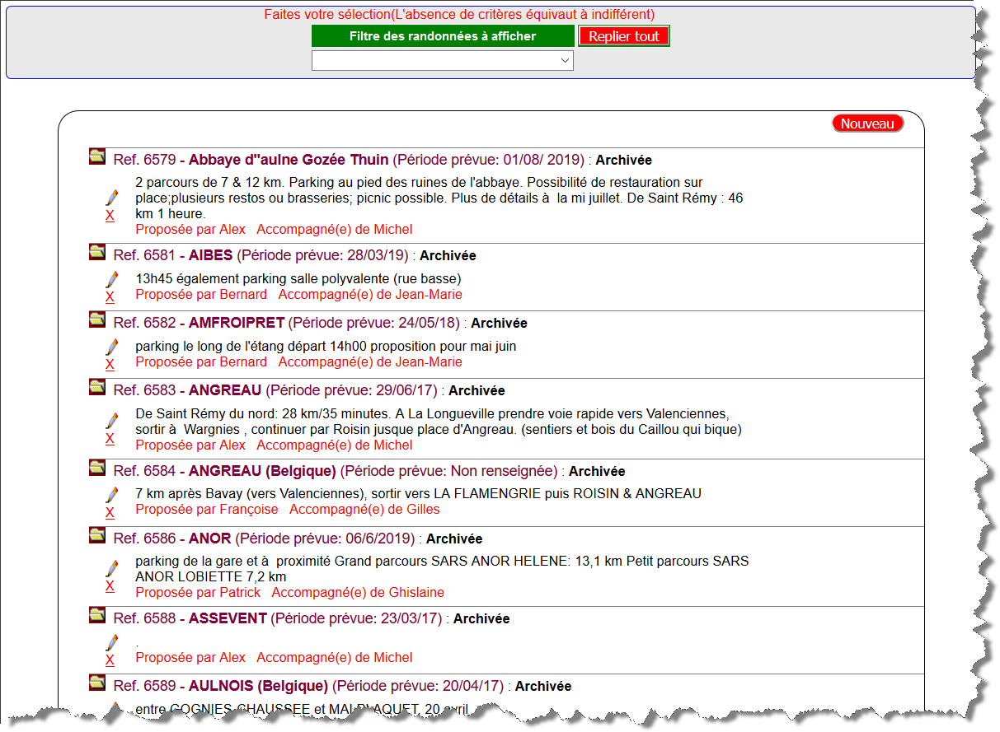 Faites votre sélection(L'absence de critères équivaut à indifférent)
Filtre des randonnées à afficher Replier tout
Nouveau
Ref. 6579 - Abbaye d''aulne Gozée Thuin (Période prévue: 01/08/ 2019) : Archivée
2 parcours de 7 & 12 km. Parking au pied des ruines de l'abbaye. Possibilité de restauration sur
place;plusieurs restos ou brasseries; picnic possible. Plus de détails à  la mi juillet. De Saint Rémy : 46
km 1 heure.
X
Proposée par Alex Accompagné(e) de Michel
Ref. 6581 - AIBES (Période prévue: 28/03/19) : Archivée
13h45 également parking salle polyvalente (rue basse)
X Proposée par Bernard Accompagné(e) de Jean-Marie
Ref. 6582 - AMFROIPRET (Période prévue: 24/05/18) : Archivée
parking le long de l'étang départ 14h00 proposition pour mai juin
X Proposée par Bernard Accompagné(e) de Jean-Marie
Ref. 6583 - ANGREAU (Période prévue: 29/06/17) : Archivée
De Saint Rémy du nord: 28 km/35 minutes. A La Longueville prendre voie rapide vers Valenciennes,
sortir à  Wargnies , continuer par Roisin jusque place d'Angreau. (sentiers et bois du Caillou qui bique)
X Proposée par Alex Accompagné(e) de Michel
Ref. 6584 - ANGREAU (Belgique) (Période prévue: Non renseignée) : Archivée
7 km après Bavay (vers Valenciennes), sortir vers LA FLAMENGRIE puis ROISIN & ANGREAU
X Proposée par Françoise Accompagné(e) de Gilles
Ref. 6586 - ANOR (Période prévue: 06/6/2019) : Archivée
parking de la gare et à  proximité Grand parcours SARS ANOR HELENE: 13,1 km Petit parcours SARS
ANOR LOBIETTE 7,2 km
X Proposée par Patrick Accompagné(e) de Ghislaine
Ref. 6588 - ASSEVENT (Période prévue: 23/03/17) : Archivée
.
X Proposée par Alex Accompagné(e) de Michel
Ref. 6589 - AULNOIS (Belgique) (Période prévue: 20/04/17) : Archivée
entre GOGNIES CHAUSSEE et MALPLAQUET, 20 avril